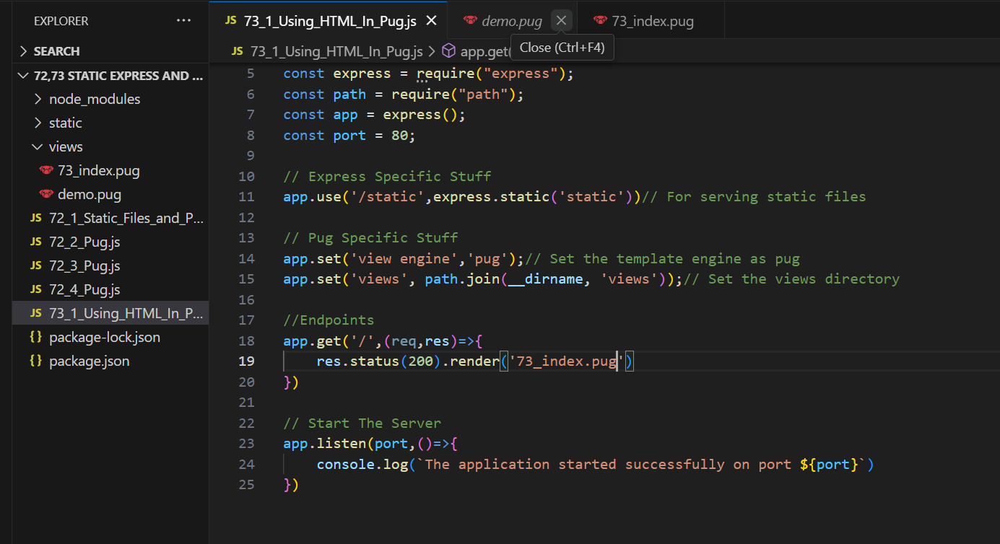 EXPLORER
SEARCH
72,73 STATIC EXPRESS AND ...
node_modules
static
views
73_index.pug
demo.pug
JS 72_1_Static_Files_and_P...
JS 72_2_Pug.js
JS 72_3_Pug.js
JS 72_4_Pug.js
JS 73_1_Using_HTML_In_P...
{} package-lock.json
{} package.json
JS 73_1_Using_HTML_In_Pug.js
demo.pug
73_index.pug
JS 73_1_Using_HTML_In_Pug.js > app.get(
Close (Ctrl+F4)
5 const express = require("express");
6 const path = require("path");
7 const app = express();
8 const port = 80;
9
10 // Express Specific Stuff
11 app.use('/static',express.static('static'))// For serving static files
12
13 // Pug Specific Stuff
14 app.set('view engine','pug');// Set the template engine as pug
15 app.set('views', path.join(__dirname, 'views'));// Set the views directory
16
17 //Endpoints
18 app.get('/',(req,res)=>{
19     res.status(200).render('73_index.pug')
20 })
21
22 // Start The Server
23 app.listen(port,()=>{
24     console.log(`The application started successfully on port ${port}`)
25 })